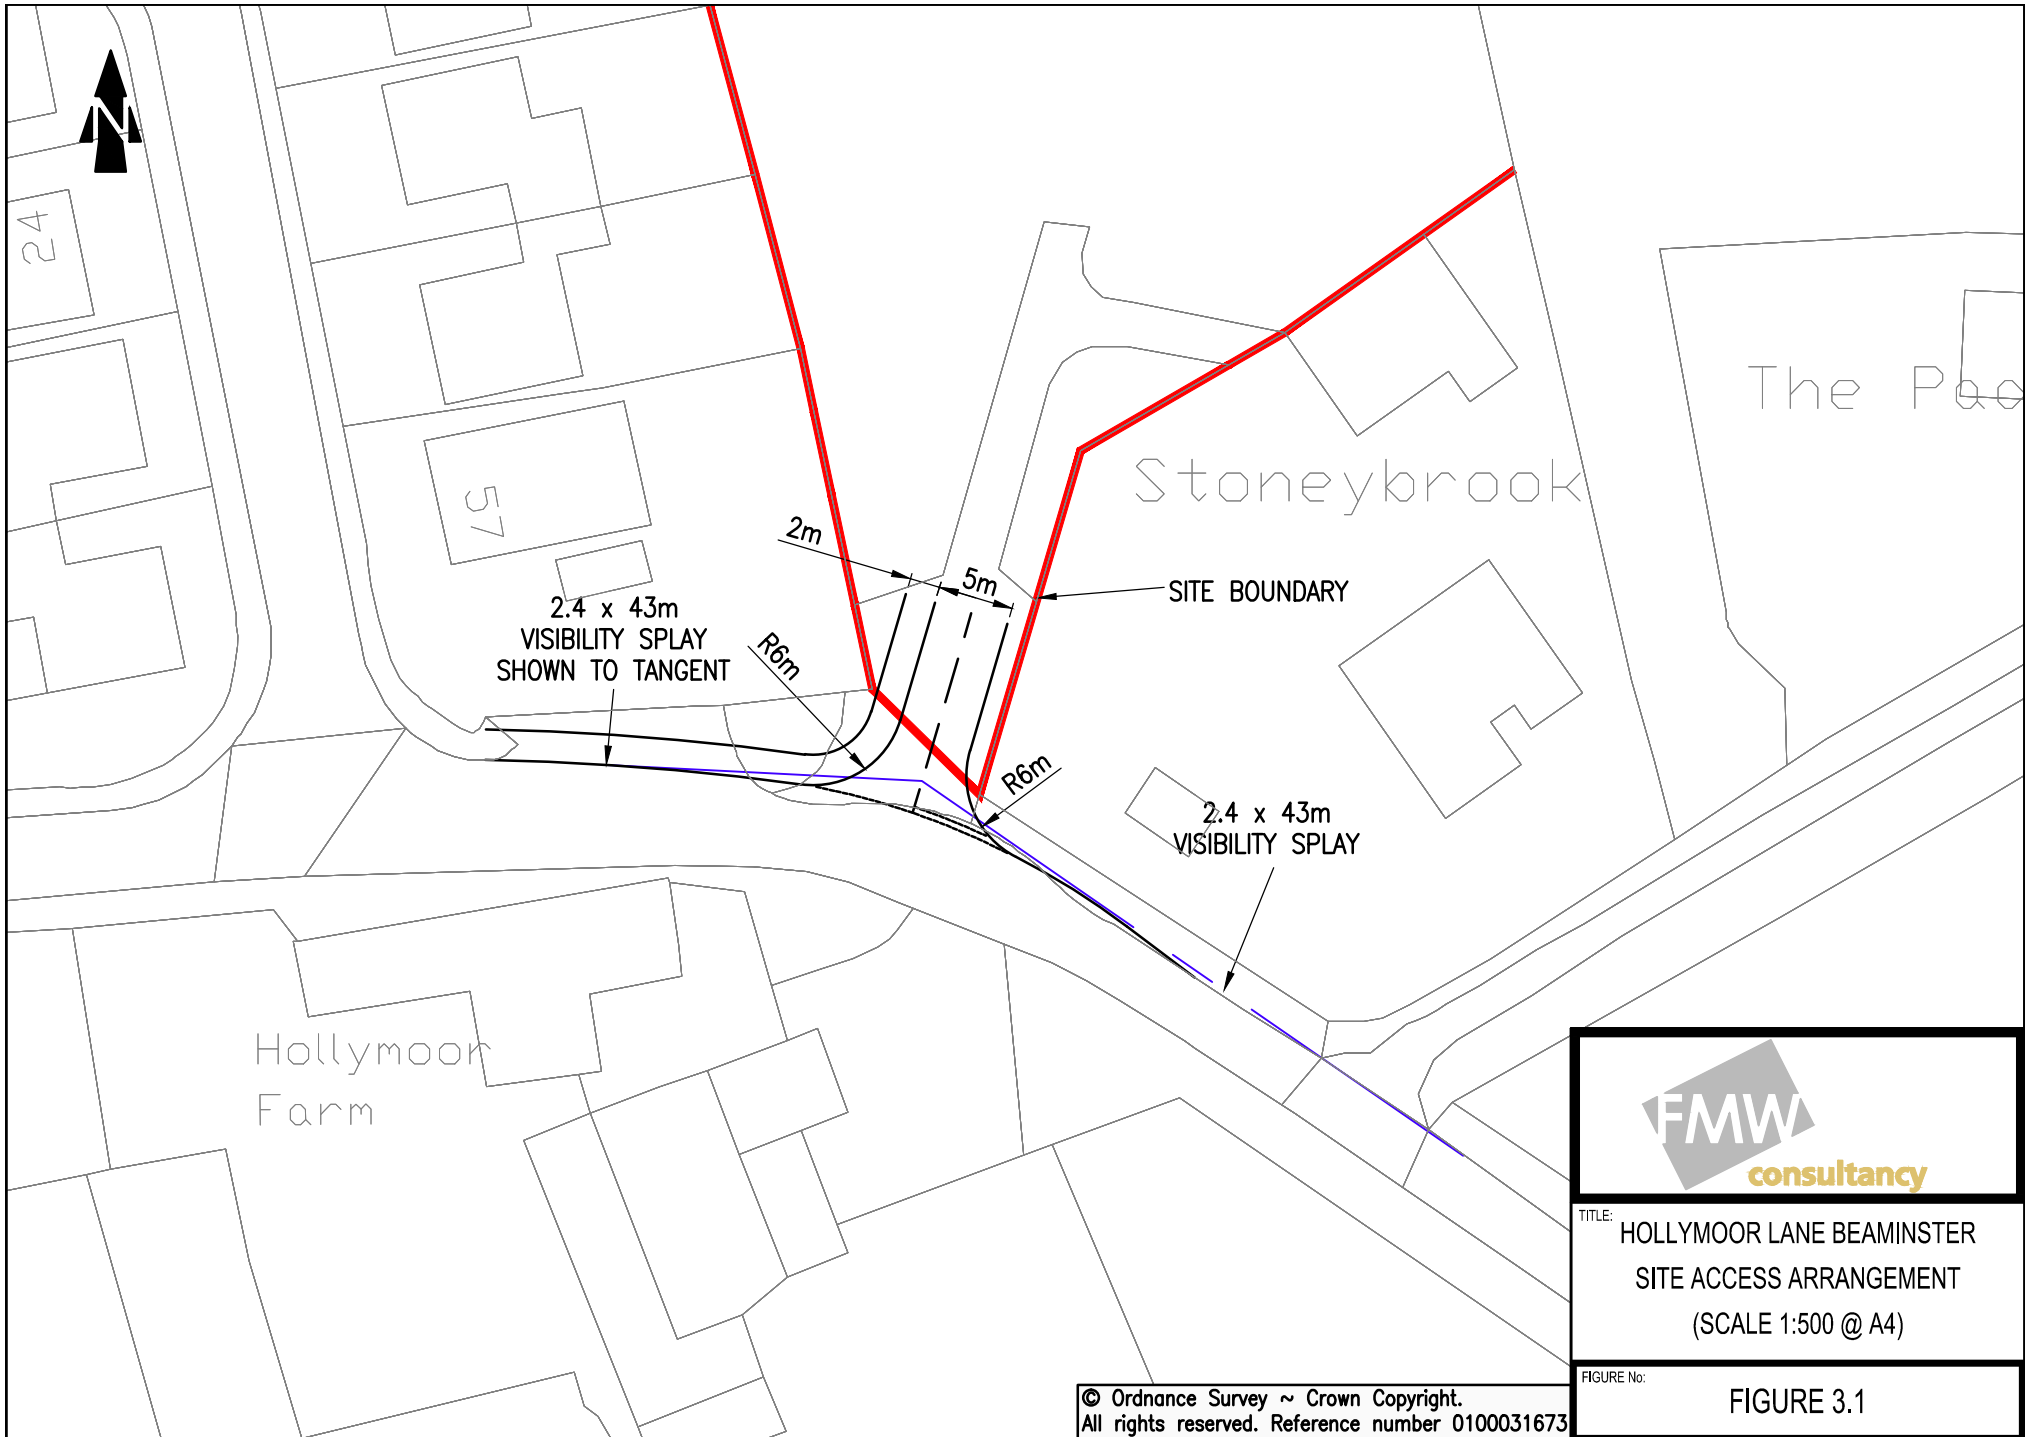 N
24
57
2m
5m
SITE BOUNDARY
2.4 x 43m
VISIBILITY SPLAY
SHOWN TO TANGENT
R6m
R6m
2.4 x 43m
VISIBILITY SPLAY
Stoneybrook
The
Hollymoor
Farm
FMW
consultancy
TITLE:
HOLLYMOOR LANE BEAMINSTER
SITE ACCESS ARRANGEMENT
(SCALE 1:500 @ A4)
FIGURE No:
FIGURE 3.1
© Ordnance Survey ~ Crown Copyright.
All rights reserved. Reference number 0100031673